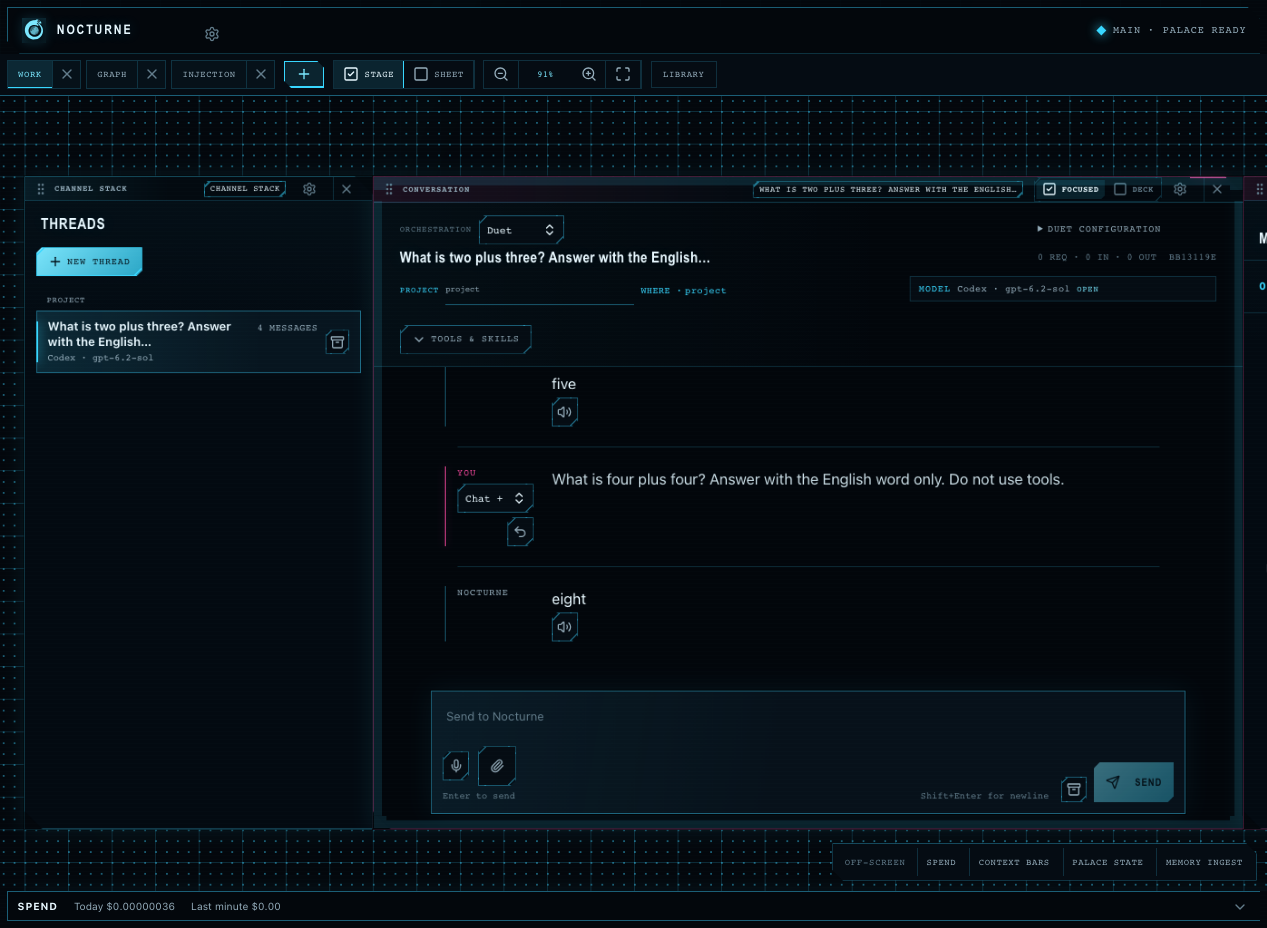 NOCTURNE
MAIN · PALACE READY
WORK
GRAPH
INJECTION
STAGE
SHEET
91%
LIBRARY
CHANNEL STACK
CHANNEL STACK
THREADS
NEW THREAD
PROJECT
What is two plus three? Answer
with the English...
4 MESSAGES
Codex · gpt-6.2-sol
CONVERSATION
WHAT IS TWO PLUS THREE? ANSWER WITH THE ENGLISH…
FOCUSED
DECK
ORCHESTRATION
Duet
DUET CONFIGURATION
What is two plus three? Answer with the English...
0 REQ · 0 IN · 0 OUT BB13119E
PROJECT project
WHERE · project
MODEL Codex · gpt-6.2-sol OPEN
TOOLS & SKILLS
five
YOU
What is four plus four? Answer with the English word only. Do not use tools.
Chat +
NOCTURNE
eight
Send to Nocturne
Enter to send
Shift+Enter for newline
SEND
OFF-SCREEN
SPEND
CONTEXT BARS
PALACE STATE
MEMORY INGEST
SPEND Today $0.00000036 Last minute $0.00